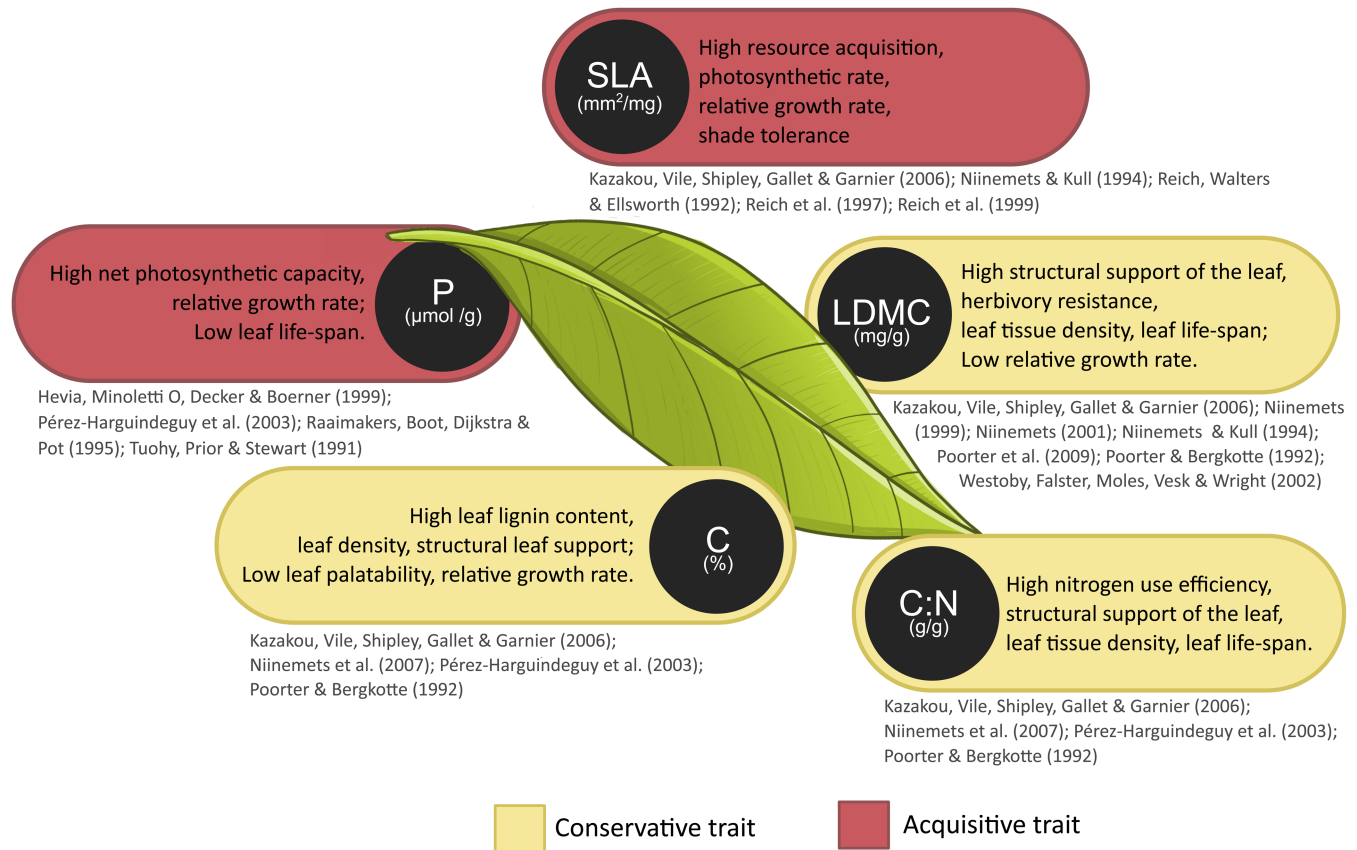 SLA
(mm²/mg)
High resource acquisition,
photosynthetic rate,
relative growth rate,
shade tolerance
Kazakou, Vile, Shipley, Gallet & Garnier (2006); Niinemets & Kull (1994); Reich, Walters
& Ellsworth (1992); Reich et al. (1997); Reich et al. (1999)
High net photosynthetic capacity,
relative growth rate;
Low leaf life-span.
P
(µmol /g)
Hevia, Minoletti O, Decker & Boerner (1999);
Pérez-Harguindeguy et al. (2003); Raaimakers, Boot, Dijkstra &
Pot (1995); Tuohy, Prior & Stewart (1991)
LDMC
(mg/g)
High structural support of the leaf,
herbivory resistance,
leaf tissue density, leaf life-span;
Low relative growth rate.
Kazakou, Vile, Shipley, Gallet & Garnier (2006); Niinemets
(1999); Niinemets (2001); Niinemets & Kull (1994);
Poorter et al. (2009); Poorter & Bergkotte (1992);
Westoby, Falster, Moles, Vesk & Wright (2002)
High leaf lignin content,
leaf density, structural leaf support;
Low leaf palatability, relative growth rate.
C
(%)
Kazakou, Vile, Shipley, Gallet & Garnier (2006);
Niinemets et al. (2007); Pérez-Harguindeguy et al. (2003);
Poorter & Bergkotte (1992)
C:N
(g/g)
High nitrogen use efficiency,
structural support of the leaf,
leaf tissue density, leaf life-span.
Kazakou, Vile, Shipley, Gallet & Garnier (2006);
Niinemets et al. (2007); Pérez-Harguindeguy et al. (2003);
Poorter & Bergkotte (1992)
Conservative trait
Acquisitive trait